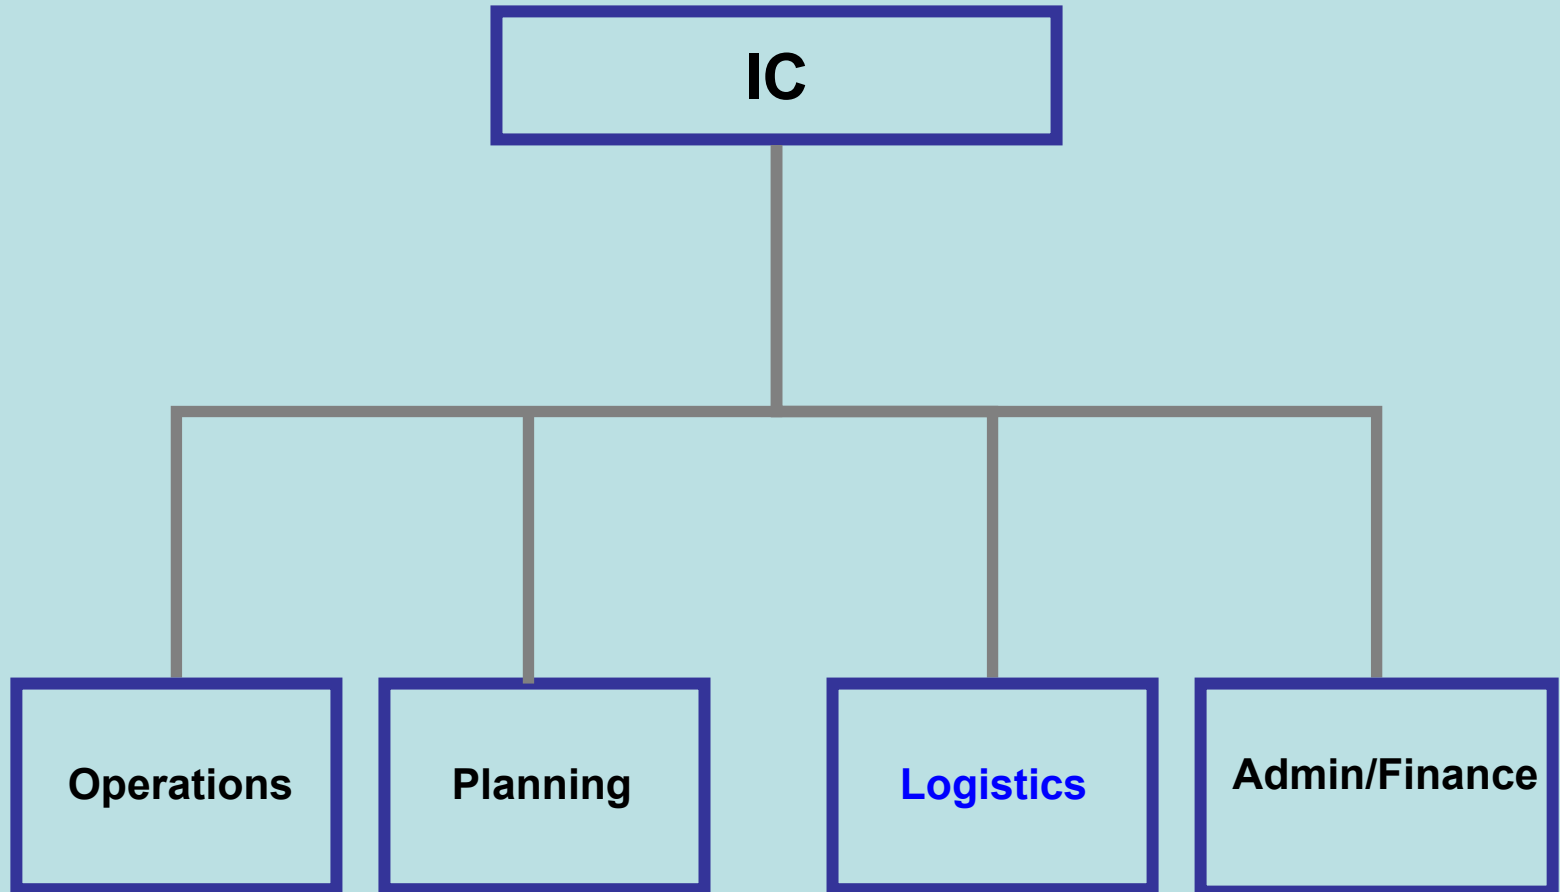 IC
Operations
Planning
Logistics
Admin/Finance